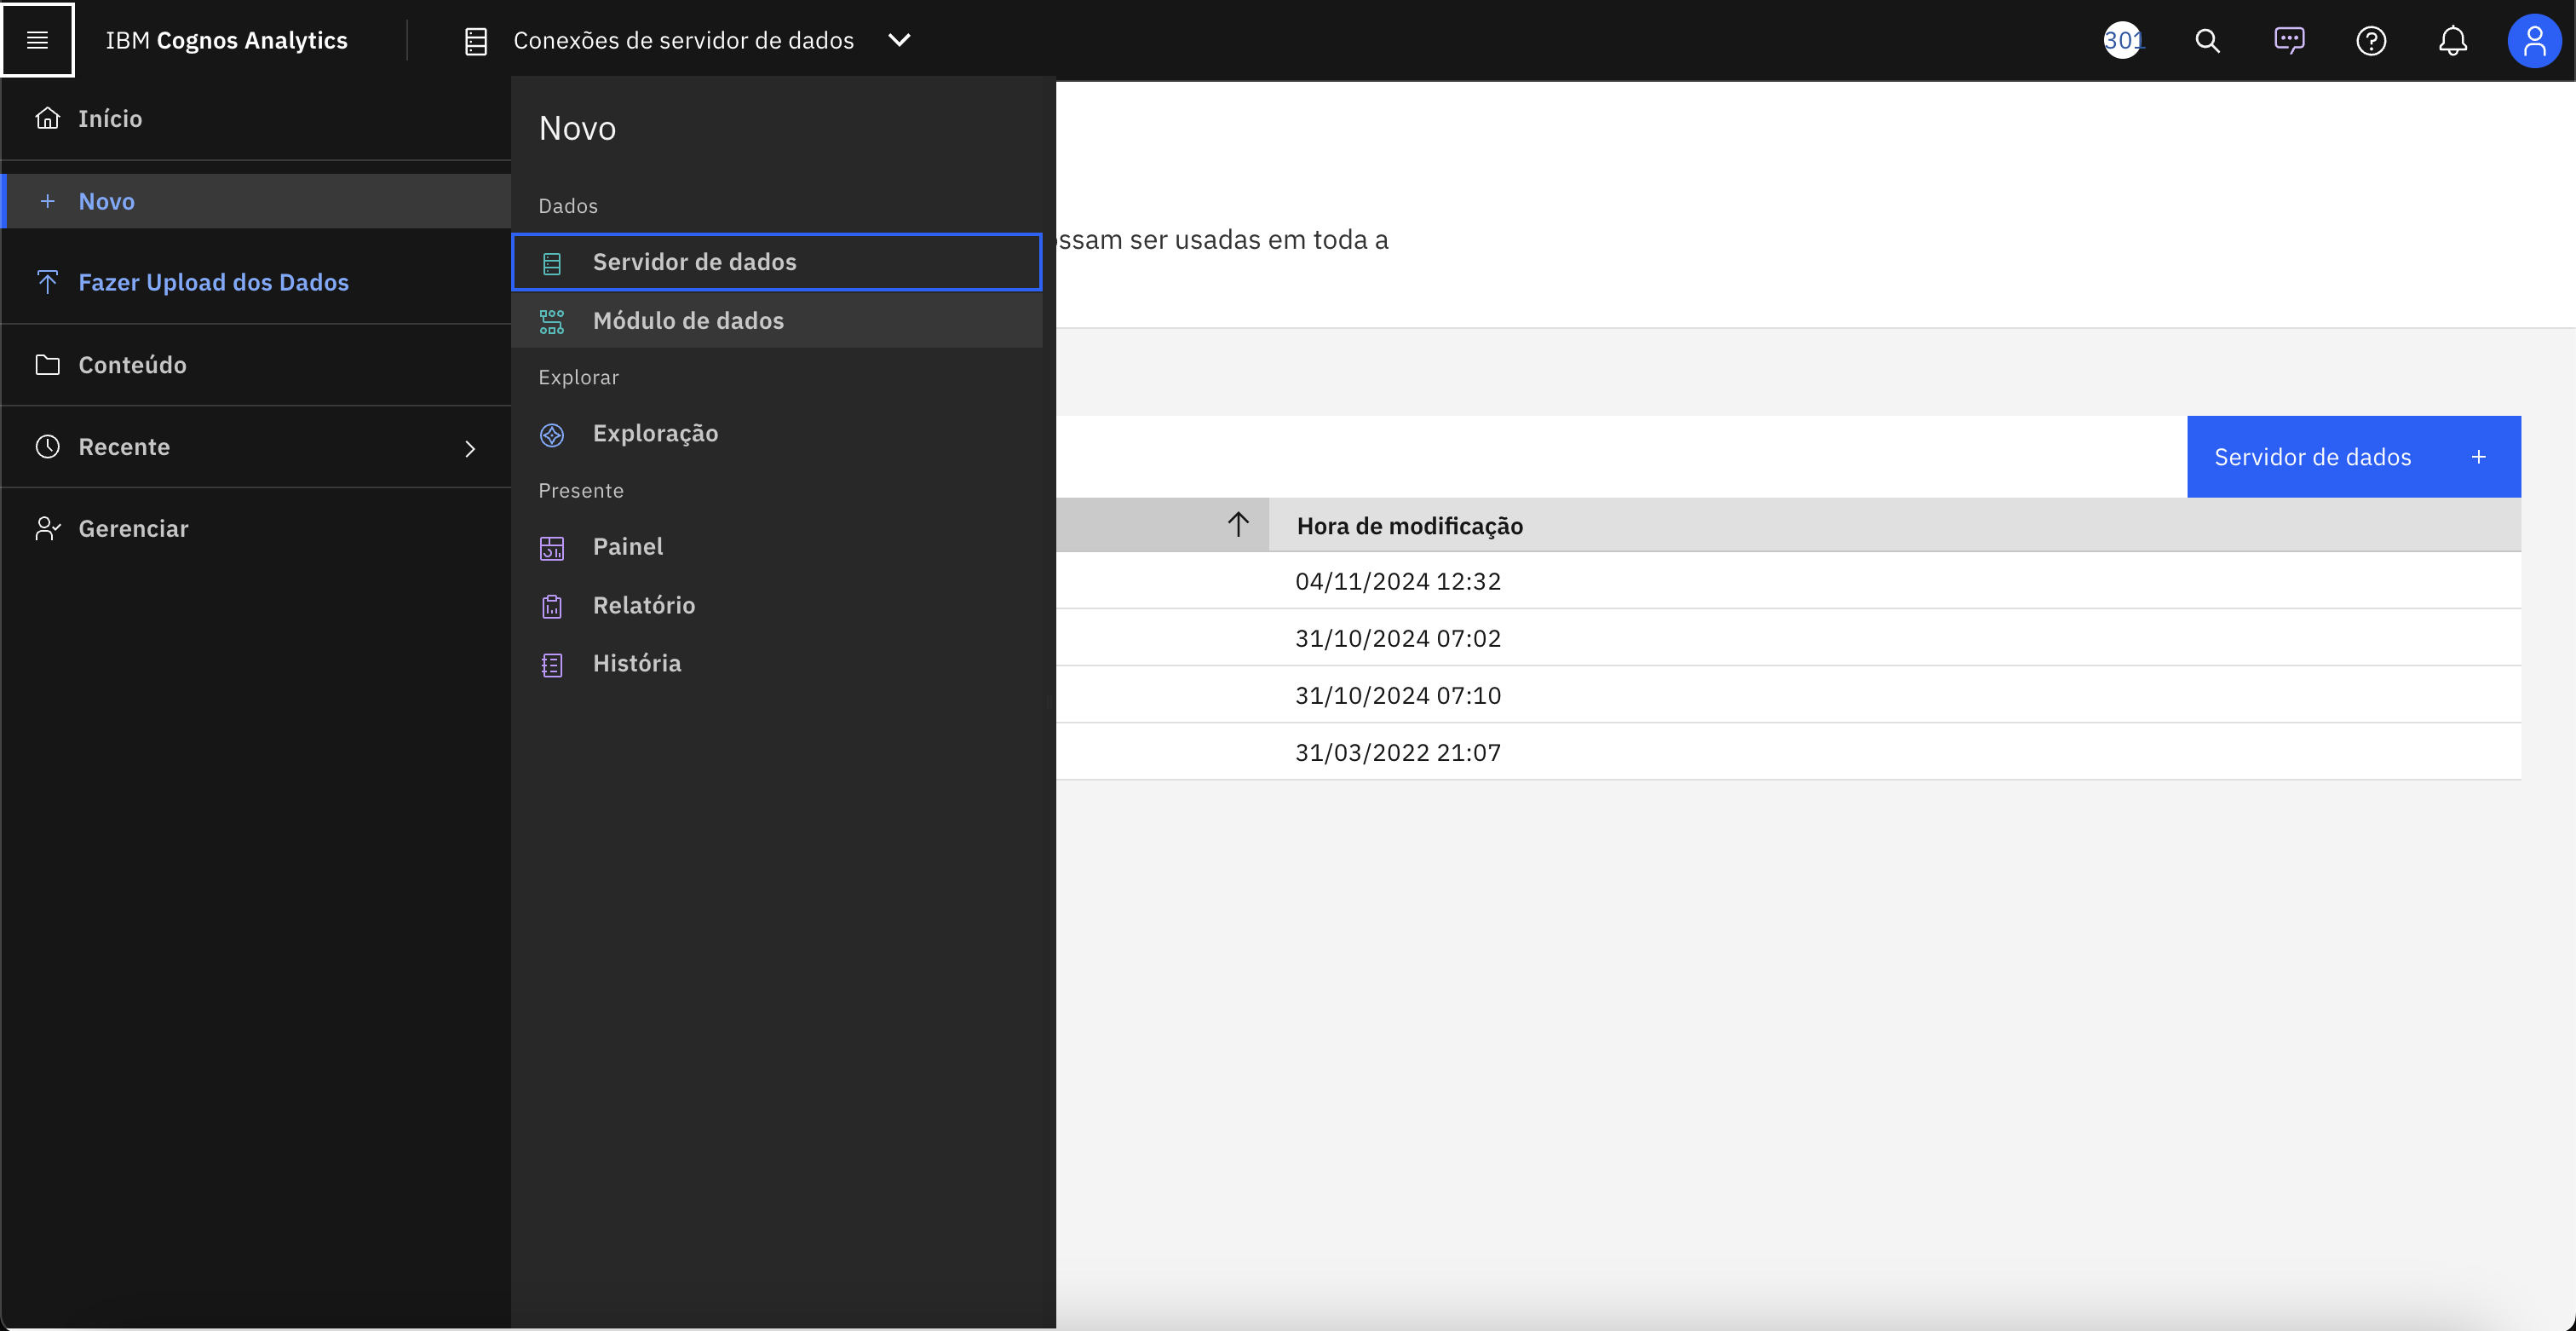 IBM Cognos Analytics
Conexões de servidor de dados
301
Início
Novo
Fazer Upload dos Dados
Conteúdo
Recente
Gerenciar
Novo
Dados
Servidor de dados
Módulo de dados
Explorar
Exploração
Presente
Painel
Relatório
História
ssam ser usadas em toda a
Servidor de dados
Hora de modificação
04/11/2024 12:32
31/10/2024 07:02
31/10/2024 07:10
31/03/2022 21:07